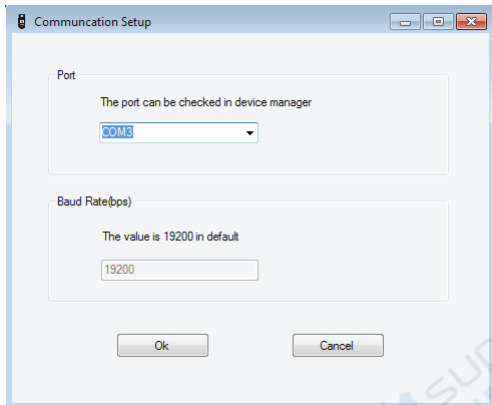 Communcation Setup
Port
The port can be checked in device manager
COM3
Baud Rate(bps)
The value is 19200 in default
19200
Ok
Cancel